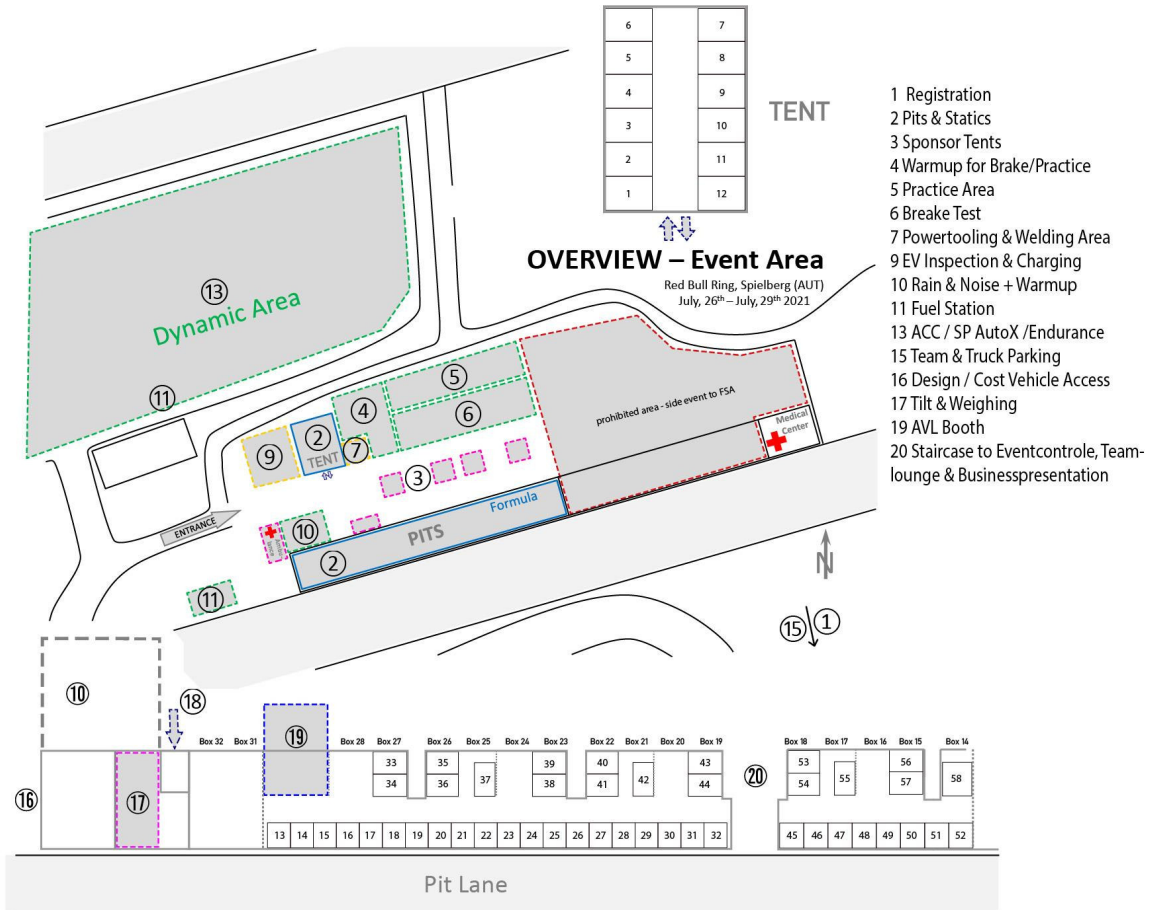 6 7
5 8
4 9
3 10
2 11
1 12
TENT
OVERVIEW – Event Area
Red Bull Ring, Spielberg (AUT)
July, 26th – July, 29th 2021
1 Registration
2 Pits & Statics
3 Sponsor Tents
4 Warmup for Brake/Practice
5 Practice Area
6 Breake Test
7 Powertooling & Welding Area
9 EV Inspection & Charging
10 Rain & Noise + Warmup
11 Fuel Station
13 ACC / SP AutoX /Endurance
15 Team & Truck Parking
16 Design / Cost Vehicle Access
17 Tilt & Weighing
19 AVL Booth
20 Staircase to Eventcontrole, Team-
lounge & Businesspresentation
13
Dynamic Area
11
5
4
6
2
TENT
7
9
3
prohibited area - side event to FSA
Medical
Center
ENTRANCE
Ambu
lance
10
Formula
PITS
2
11
N
15 1
10
18
19
16
17
20
Box 32 Box 31 Box 28 Box 27 Box 26 Box 25 Box 24 Box 23 Box 22 Box 21 Box 20 Box 19 Box 18 Box 17 Box 16 Box 15 Box 14
33 35 39 40 43 53 56
37 42 55 58
34 36 38 41 44 54 57
13 14 15 16 17 18 19 20 21 22 23 24 25 26 27 28 29 30 31 32 45 46 47 48 49 50 51 52
Pit Lane